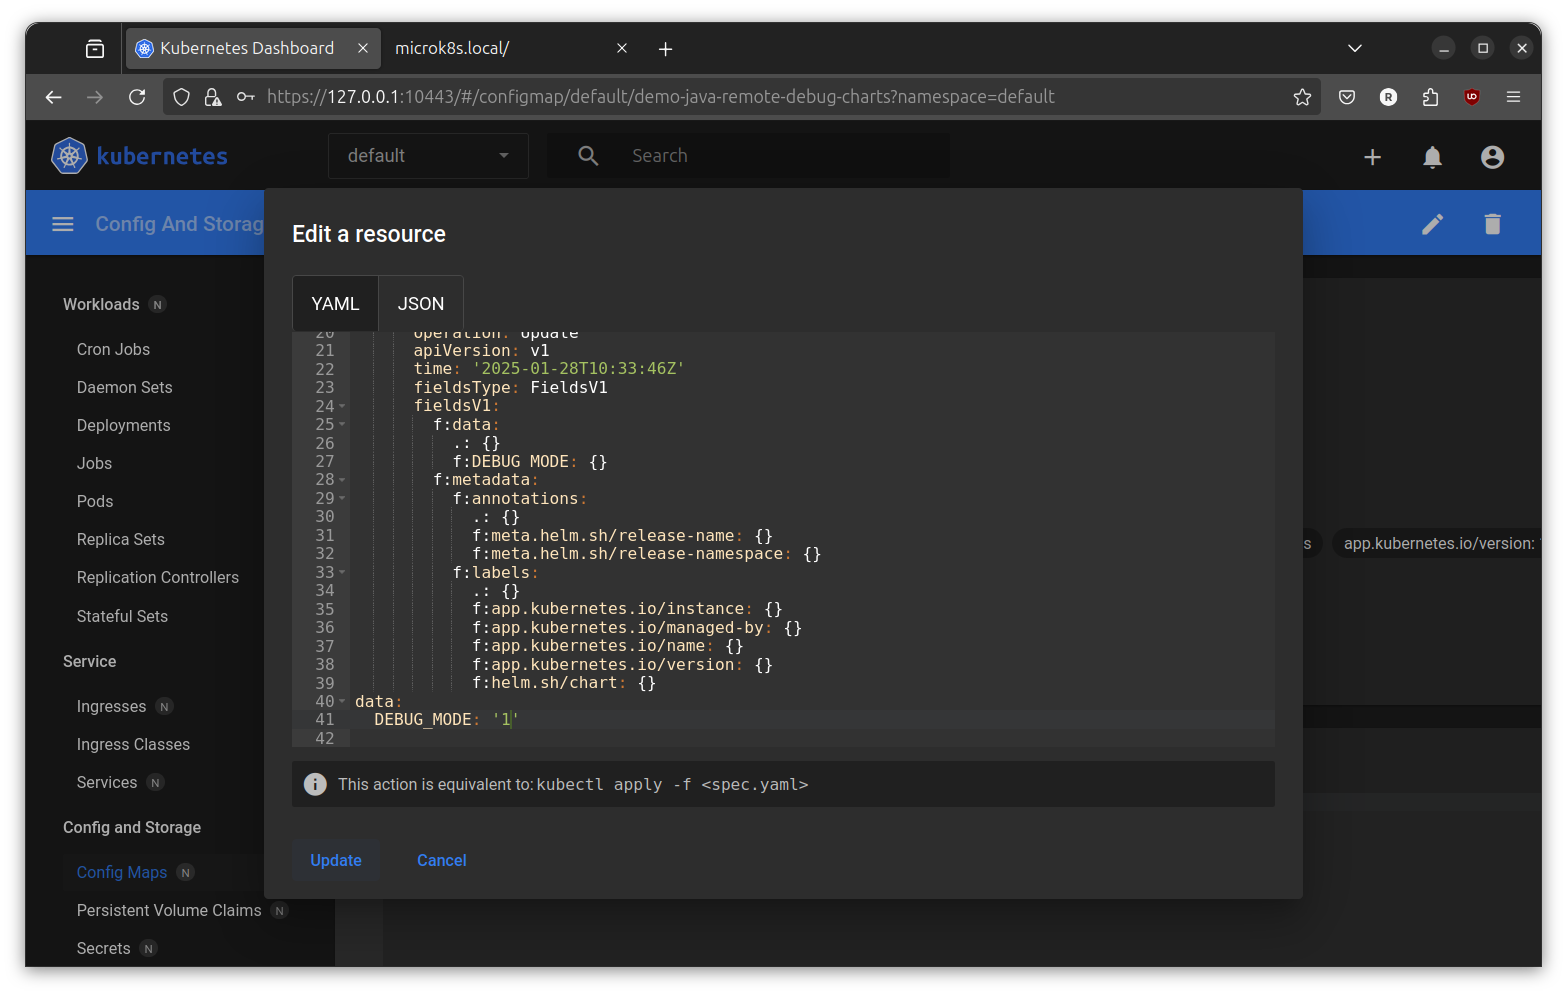 Kubernetes Dashboard
microk8s.local/
https://127.0.0.1:10443/#/configmap/default/demo-java-remote-debug-charts?namespace=default
R
kubernetes
default
Search
Config And Storag
Edit a resource
YAML
JSON
Workloads N
Cron Jobs
Daemon Sets
Deployments
Jobs
Pods
Replica Sets
Replication Controllers
Stateful Sets
Service
Ingresses N
Ingress Classes
Services N
Config and Storage
Config Maps N
Persistent Volume Claims N
Secrets N
20 operation: Update
21 apiVersion: v1
22 time: '2025-01-28T10:33:46Z'
23 fieldsType: FieldsV1
24 fieldsV1:
25 f:data:
26 .: {}
27 f:DEBUG_MODE: {}
28 f:metadata:
29 f:annotations:
30 .: {}
31 f:meta.helm.sh/release-name: {}
32 f:meta.helm.sh/release-namespace: {}
33 f:labels:
34 .: {}
35 f:app.kubernetes.io/instance: {}
36 f:app.kubernetes.io/managed-by: {}
37 f:app.kubernetes.io/name: {}
38 f:app.kubernetes.io/version: {}
39 f:helm.sh/chart: {}
40 data:
41 DEBUG_MODE: '1'
42
This action is equivalent to: kubectl apply -f <spec.yaml>
Update
Cancel
s
app.kubernetes.io/version: